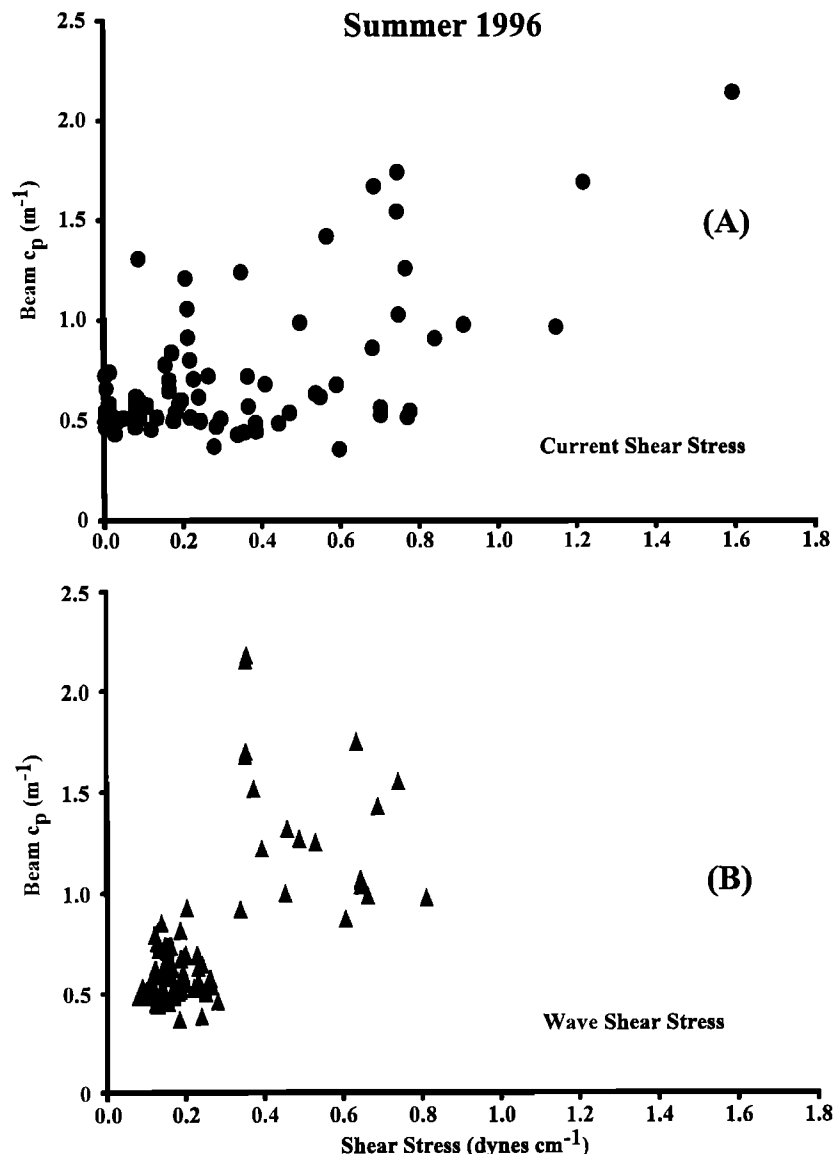 Summer 1996
2.5
2.0
1.5
1.0
0.5
0
Beam cp (m-1)
(A)
Current Shear Stress
0.0 0.2 0.4 0.6 0.8 1.0 1.2 1.4 1.6 1.8
2.5
2.0
1.5
1.0
0.5
0
Beam cp (m-1)
(B)
Wave Shear Stress
0.0 0.2 0.4 0.6 0.8 1.0 1.2 1.4 1.6 1.8
Shear Stress (dynes cm-1)